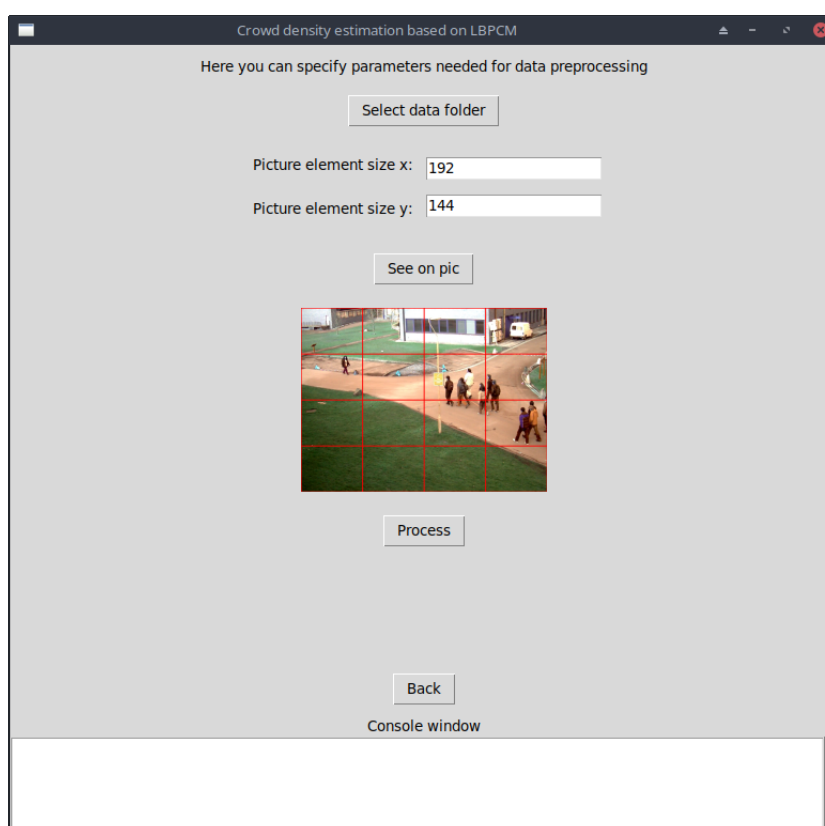 Crowd density estimation based on LBPCM
Here you can specify parameters needed for data preprocessing
Select data folder
Picture element size x: 192
Picture element size y: 144
See on pic
Process
Back
Console window